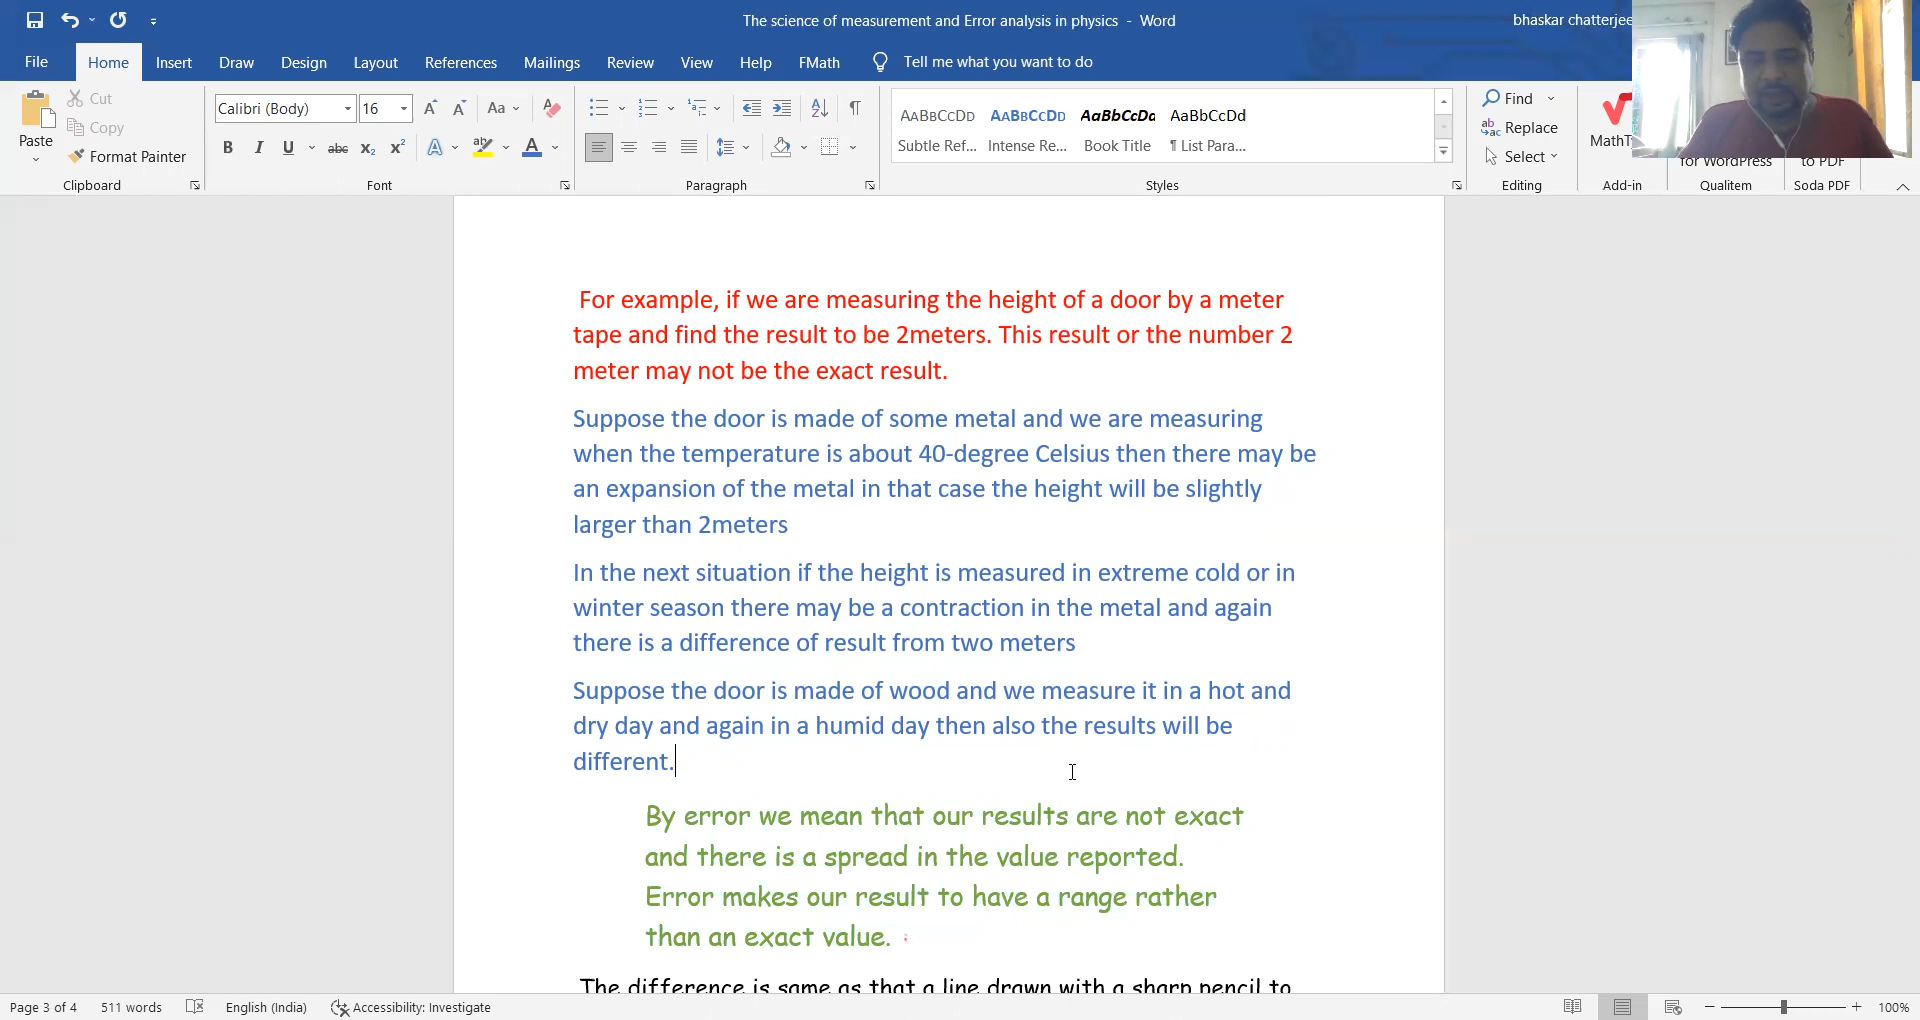 The science of measurement and Error analysis in physics - Word
bhaskar chatterjee
File Home Insert Draw Design Layout References Mailings Review View Help FMath Tell me what you want to do
Cut
Copy
Paste
Format Painter
Clipboard
Calibri (Body) 16
Font
Paragraph
AaBbCcDd AaBbCcDd AaBbCcDd AaBbCcDd
Subtle Ref... Intense Re... Book Title ¶ List Para...
Styles
Find
Replace
Select
Editing
MathT
Add-in
for WordPress
Qualitem
to PDF
Soda PDF
For example, if we are measuring the height of a door by a meter
tape and find the result to be 2meters. This result or the number 2
meter may not be the exact result.
Suppose the door is made of some metal and we are measuring
when the temperature is about 40-degree Celsius then there may be
an expansion of the metal in that case the height will be slightly
larger than 2meters
In the next situation if the height is measured in extreme cold or in
winter season there may be a contraction in the metal and again
there is a difference of result from two meters
Suppose the door is made of wood and we measure it in a hot and
dry day and again in a humid day then also the results will be
different.
By error we mean that our results are not exact
and there is a spread in the value reported.
Error makes our result to have a range rather
than an exact value.
The difference is same as that a line drawn with a sharp pencil to
Page 3 of 4 511 words English (India) Accessibility: Investigate 100%